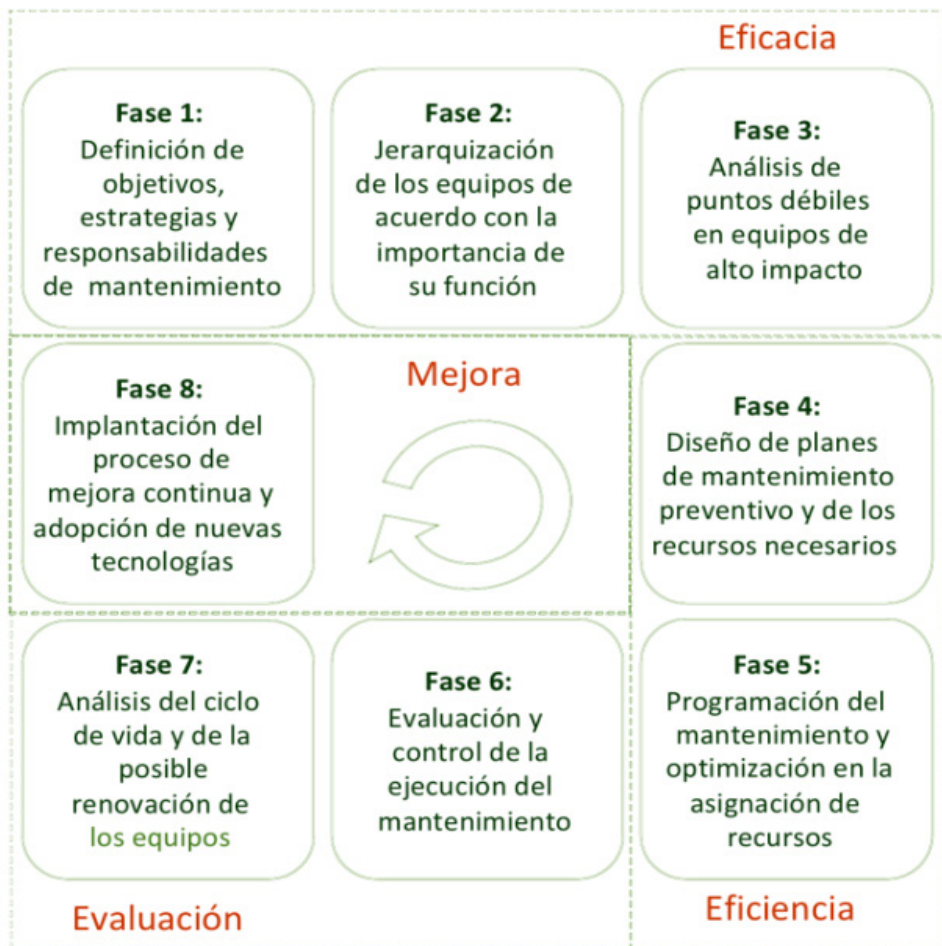 Eficacia
Fase 1:
Definición de
objetivos,
estrategias y
responsabilidades
de mantenimiento
Fase 2:
Jerarquización
de los equipos de
acuerdo con la
importancia de
su función
Fase 3:
Análisis de
puntos débiles
en equipos de
alto impacto
Fase 8:
Implantación del
proceso de
mejora continua y
adopción de nuevas
tecnologías
Mejora
Fase 4:
Diseño de planes
de mantenimiento
preventivo y de los
recursos necesarios
Fase 7:
Análisis del ciclo
de vida y de la
posible
renovación de
los equipos
Fase 6:
Evaluación y
control de la
ejecución del
mantenimiento
Fase 5:
Programación del
mantenimiento y
optimización en la
asignación de
recursos
Evaluación
Eficiencia